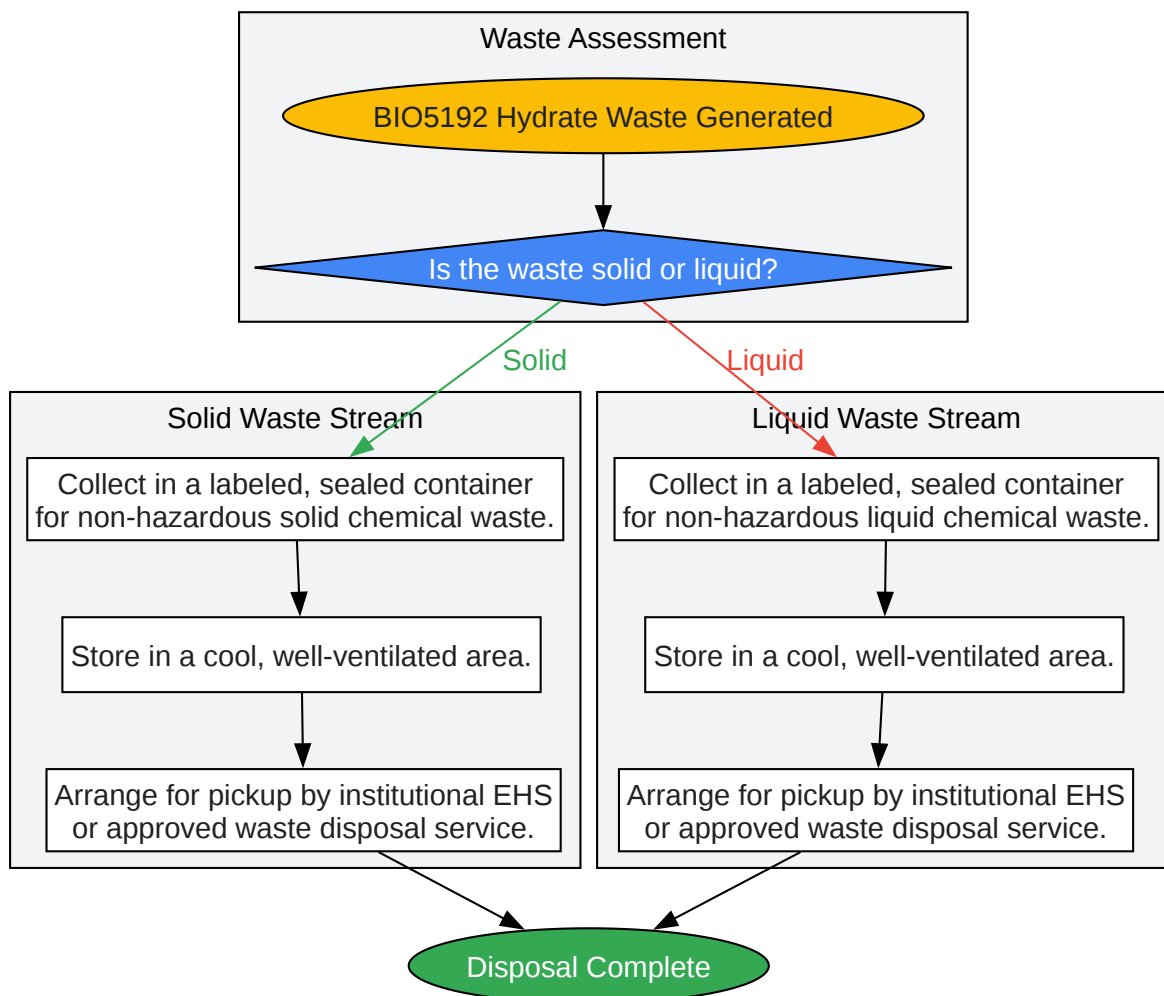 Waste Assessment
BIO5192 Hydrate Waste Generated
Is the waste solid or liquid?
Solid
Liquid
Solid Waste Stream
Collect in a labeled, sealed container
for non-hazardous solid chemical waste.
Store in a cool, well-ventilated area.
Arrange for pickup by institutional EHS
or approved waste disposal service.
Liquid Waste Stream
Collect in a labeled, sealed container
for non-hazardous liquid chemical waste.
Store in a cool, well-ventilated area.
Arrange for pickup by institutional EHS
or approved waste disposal service.
Disposal Complete